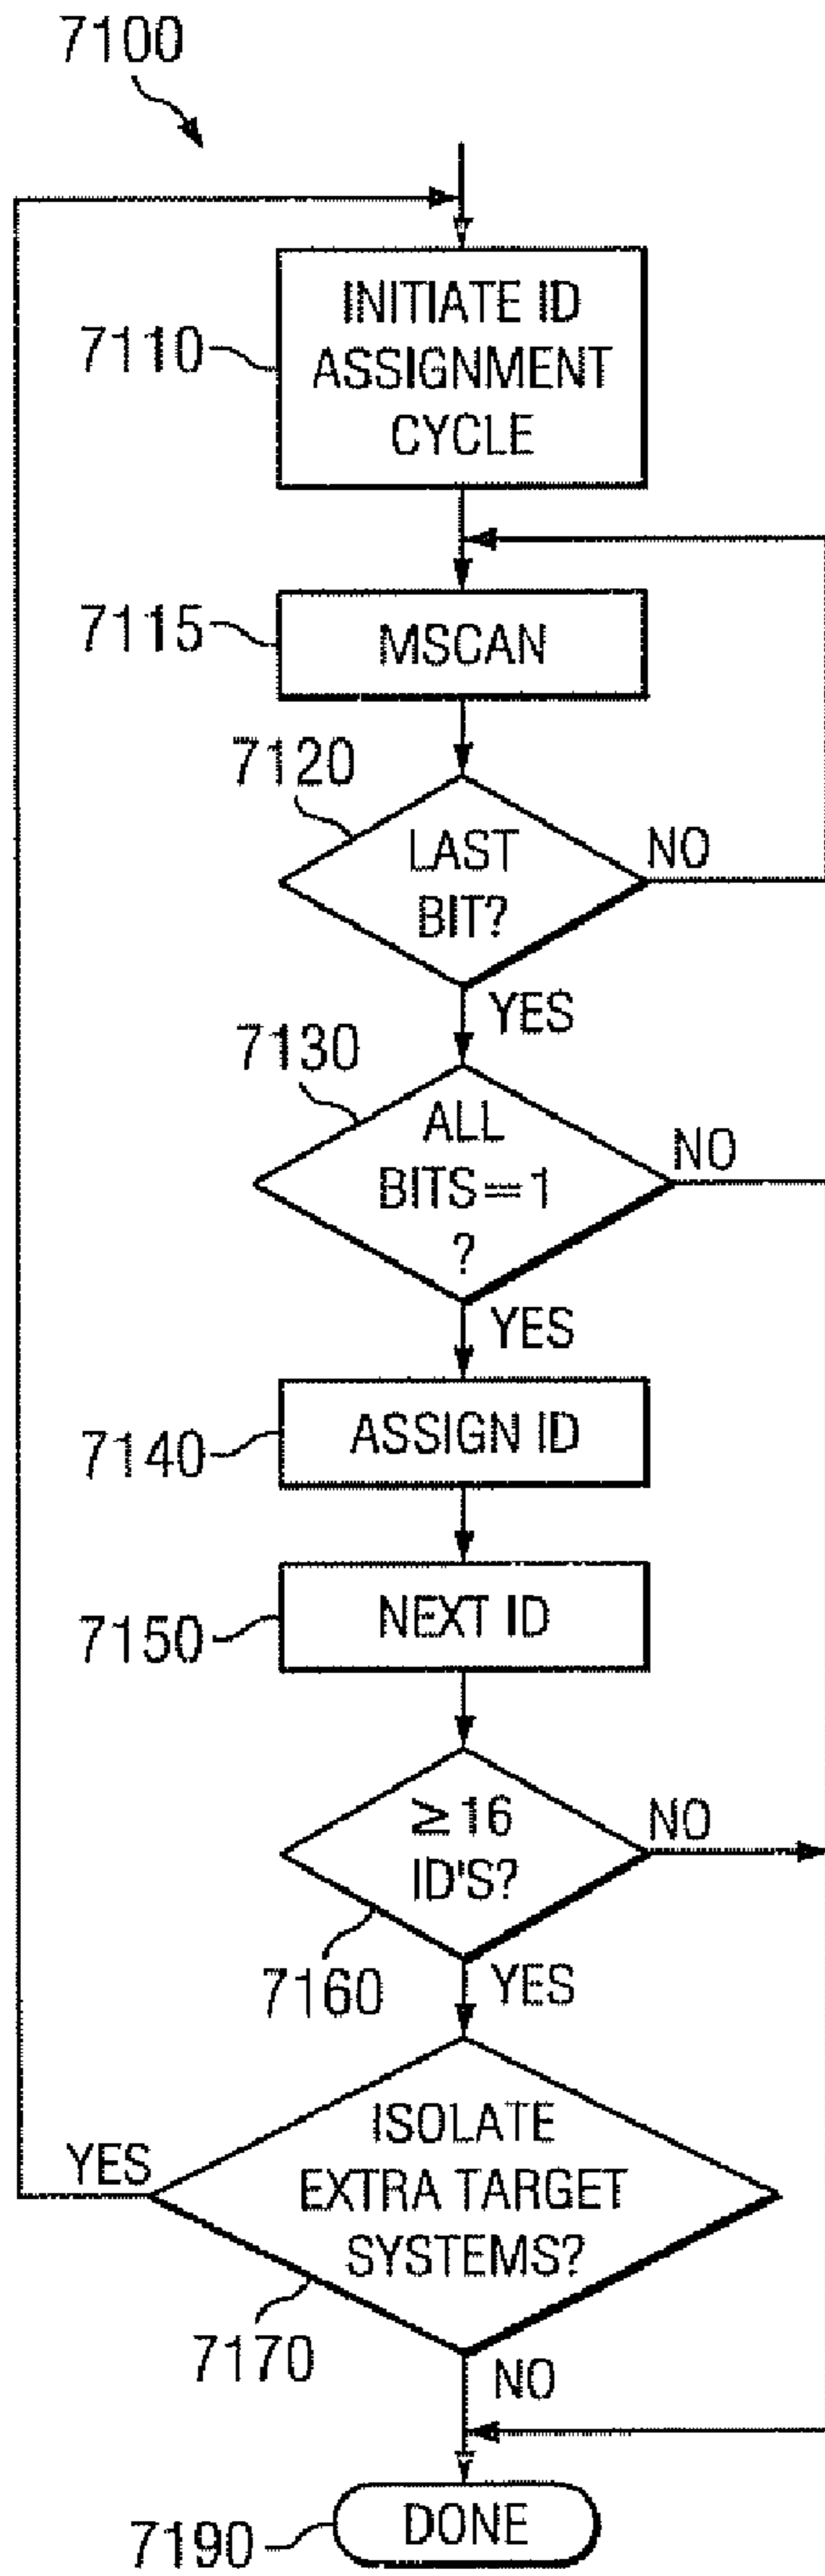 7100
INITIATE ID
ASSIGNMENT
CYCLE
7110
MSCAN
7115
7120
LAST
BIT?
NO
YES
7130
ALL
BITS=1
?
NO
YES
ASSIGN ID
7140
NEXT ID
7150
≥16
ID'S?
NO
7160
YES
ISOLATE
EXTRA TARGET
SYSTEMS?
YES
7170
NO
DONE
7190